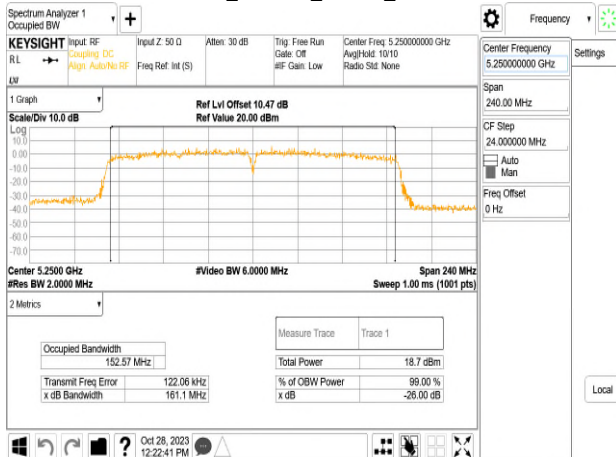 Spectrum Analyzer 1
Occupied BW
Frequency
KEYSIGHT
RL
Input: RF
Coupling: DC
Align: Auto/No RF
Input Z: 50 Ω
Freq Ref: Int (S)
Atten: 30 dB
Trig: Free Run
Gate: Off
#IF Gain: Low
Center Freq: 5.250000000 GHz
Avg|Hold: 10/10
Radio Std: None
Center Frequency
5.250000000 GHz
Settings
Span
240.00 MHz
CF Step
24.000000 MHz
Auto
Man
Freq Offset
0 Hz
Local
1 Graph
Scale/Div 10.0 dB
Ref Lvl Offset 10.47 dB
Ref Value 20.00 dBm
Log
10.0
0.00
-10.0
-20.0
-30.0
-40.0
-50.0
-60.0
-70.0
Center 5.2500 GHz
#Res BW 2.0000 MHz
#Video BW 6.0000 MHz
Span 240 MHz
Sweep 1.00 ms (1001 pts)
2 Metrics
Measure Trace Trace 1
Occupied Bandwidth
152.57 MHz
Total Power 18.7 dBm
Transmit Freq Error 122.06 kHz
% of OBW Power 99.00 %
x dB Bandwidth 161.1 MHz
x dB -26.00 dB
?
Oct 28, 2023
12:22:41 PM